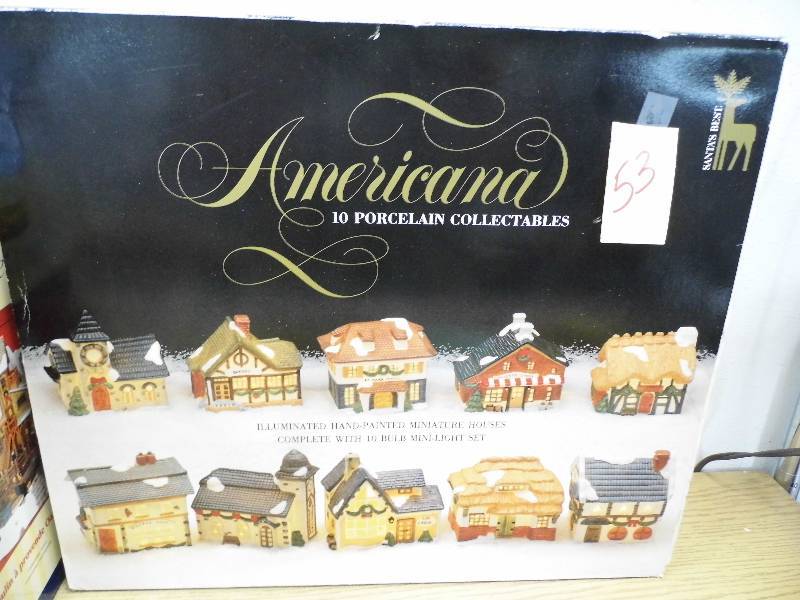 Americana
10 PORCELAIN COLLECTABLES
53
SANTA'S BEST
ILLUMINATED HAND-PAINTED MINIATURE HOUSES
COMPLETE WITH 10 BULB MINI-LIGHT SET